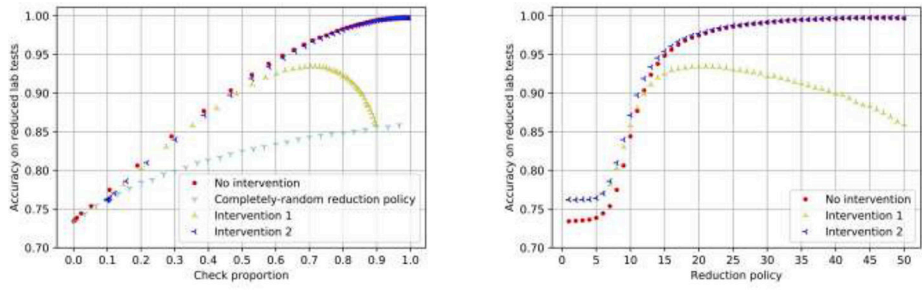 Accuracy on reduced lab tests
1.00
0.95
0.90
0.85
0.80
0.75
0.70
No intervention
Completely-random reduction policy
Intervention 1
Intervention 2
0.0 0.1 0.2 0.3 0.4 0.5 0.6 0.7 0.8 0.9 1.0
Check proportion
Accuracy on reduced lab tests
1.00
0.95
0.90
0.85
0.80
0.75
0.70
No intervention
Intervention 1
Intervention 2
0 5 10 15 20 25 30 35 40 45 50
Reduction policy